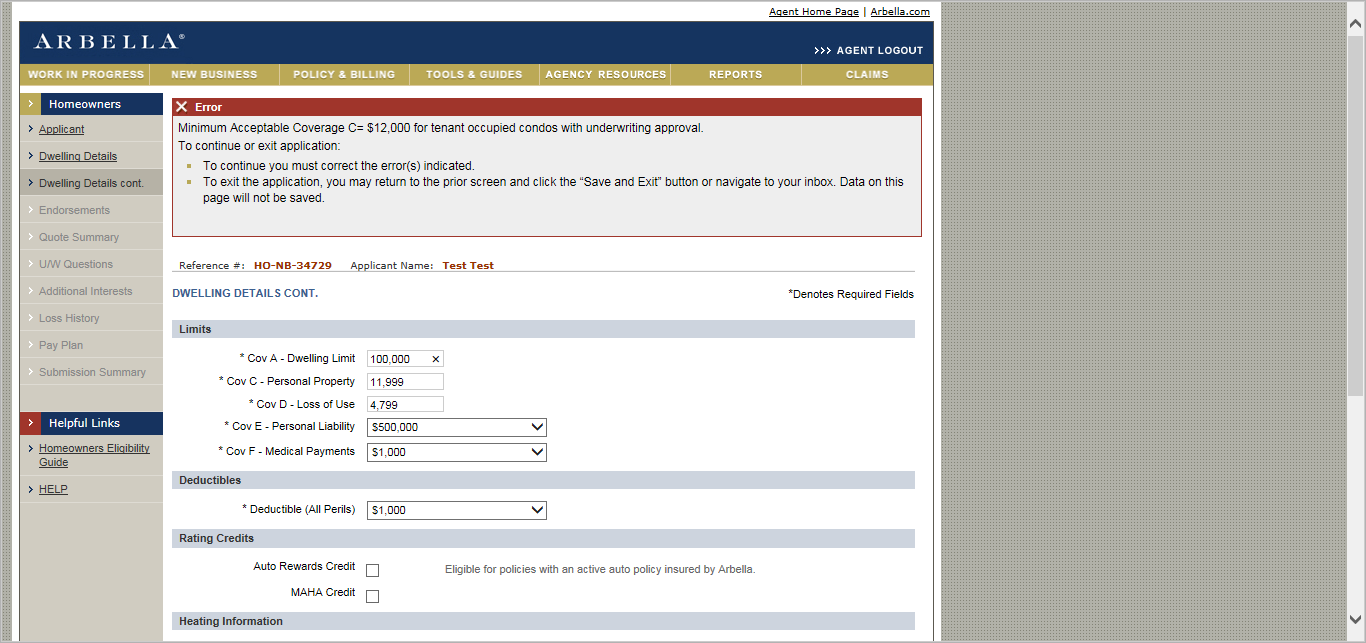 Agent Home Page | Arbella.com
ARBELLA®
>>> AGENT LOGOUT
WORK IN PROGRESS NEW BUSINESS POLICY & BILLING TOOLS & GUIDES AGENCY RESOURCES REPORTS CLAIMS
Homeowners
Applicant
Dwelling Details
Dwelling Details cont.
Endorsements
Quote Summary
U/W Questions
Additional Interests
Loss History
Pay Plan
Submission Summary
Helpful Links
Homeowners Eligibility
Guide
HELP
Error
Minimum Acceptable Coverage C= $12,000 for tenant occupied condos with underwriting approval.
To continue or exit application:
To continue you must correct the error(s) indicated.
To exit the application, you may return to the prior screen and click the “Save and Exit” button or navigate to your inbox. Data on this
page will not be saved.
Reference #: HO-NB-34729 Applicant Name: Test Test
DWELLING DETAILS CONT. *Denotes Required Fields
Limits
* Cov A - Dwelling Limit 100,000
* Cov C - Personal Property 11,999
* Cov D - Loss of Use 4,799
* Cov E - Personal Liability $500,000
* Cov F - Medical Payments $1,000
Deductibles
* Deductible (All Perils) $1,000
Rating Credits
Auto Rewards Credit Eligible for policies with an active auto policy insured by Arbella.
MAHA Credit
Heating Information